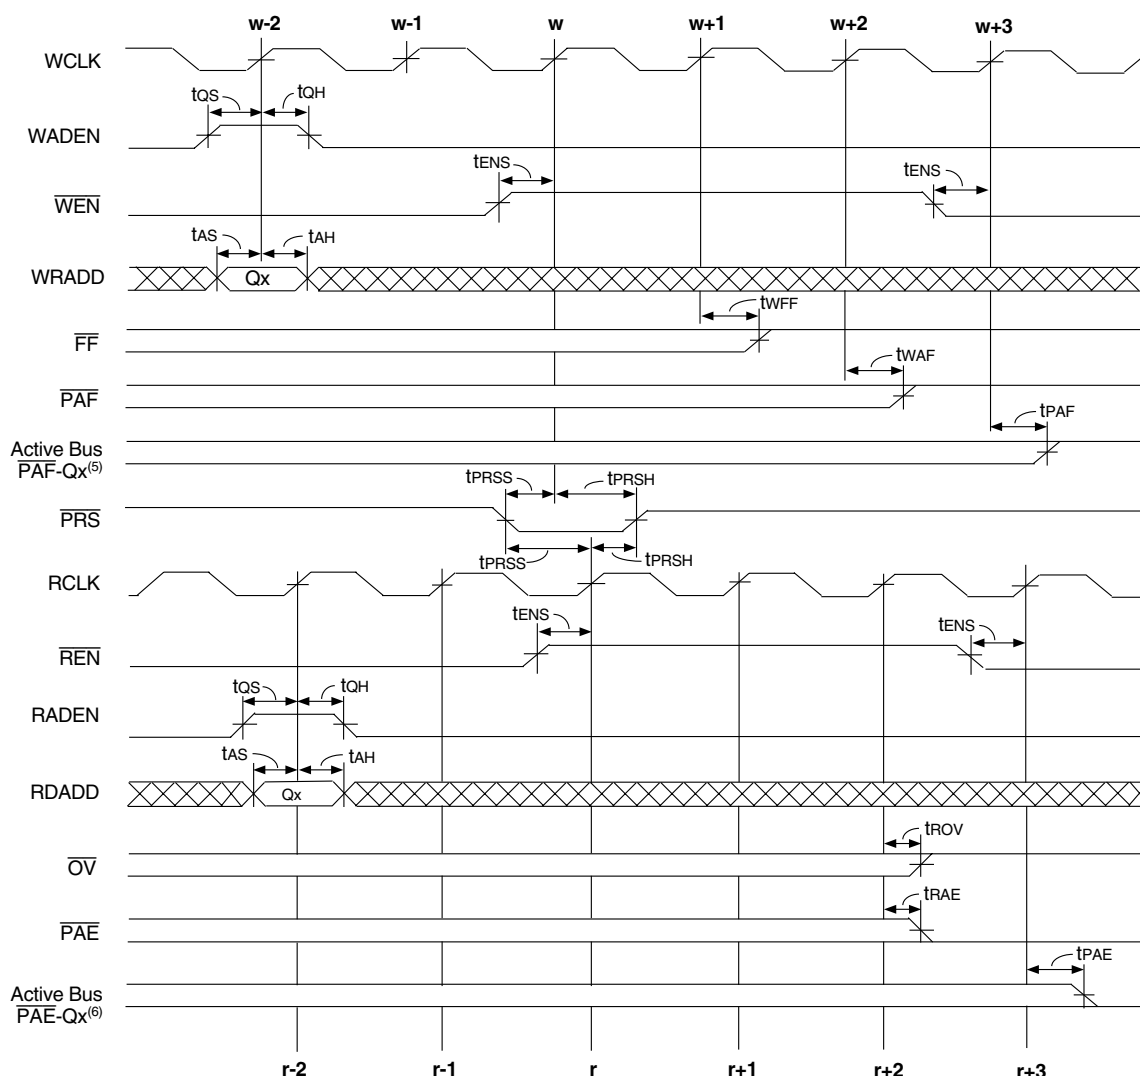 w-2 w-1 w w+1 w+2 w+3
WCLK
tQS tQH
WADEN
tENS tENS
WEN
tAS tAH
WRADD Qx
tWFF
FF
tWAF
PAF
tPAF
Active Bus
PAF-Qx(5)
tPRSS tPRSH
PRS
tPRSS tPRSH
RCLK
tENS tENS
REN
tQS tQH
RADEN
tAS tAH
RDADD Qx
tROV
OV
tRAE
PAE
tPAE
Active Bus
PAE-Qx(6)
r-2 r-1 r r+1 r+2 r+3